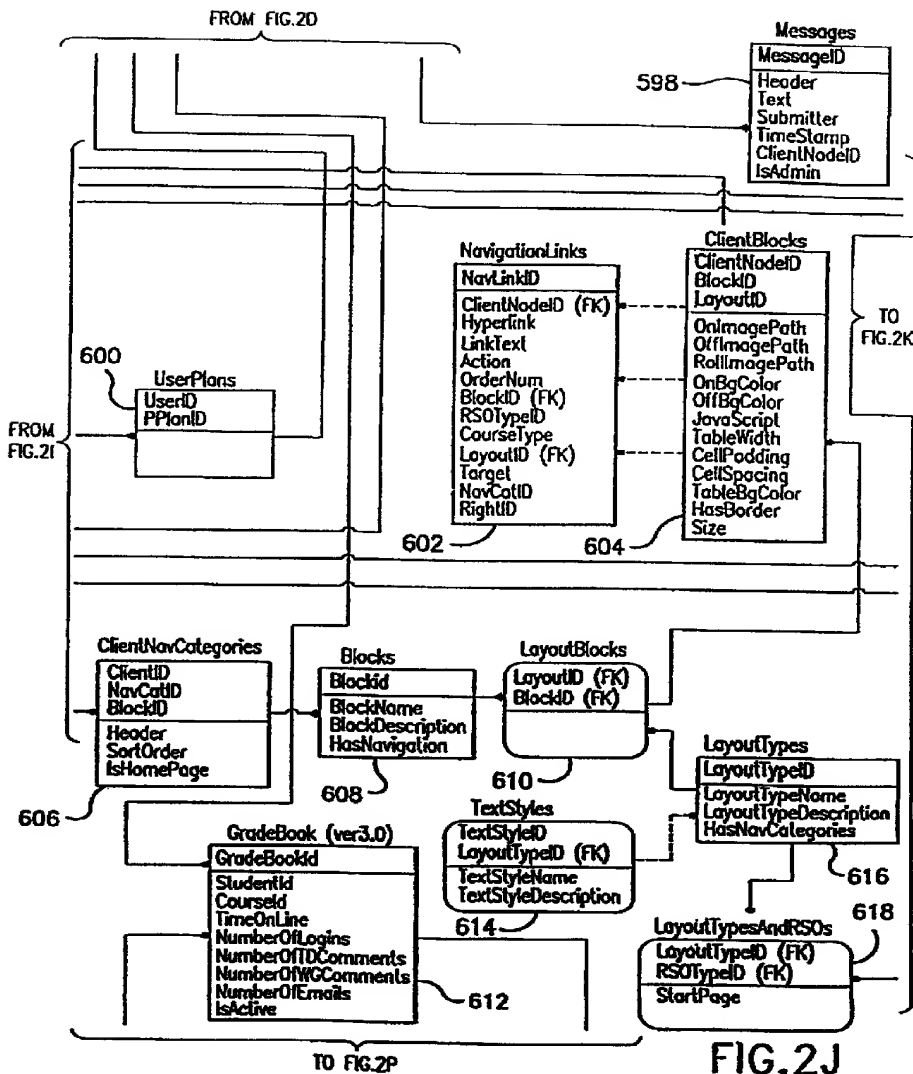 FROM FIG.2D
Messages
MessageID
Header
Text
Submitter
TimeStamp
ClientNodeID
IsAdmin
598
NavigationLinks
NavLinkID
ClientNodeID (FK)
Hyperlink
LinkText
Action
OrderNum
BlockID (FK)
RSOTypeID
CourseType
LayoutID (FK)
Target
NavCatID
RightID
602
ClientBlocks
ClientNodeID
BlockID
LayoutID
OnImagePath
OffImagePath
RollImagePath
OnBgColor
OffBgColor
JavaScript
TableWidth
CellPadding
CellSpacing
TableBgColor
HasBorder
Size
604
TO
FIG.2K
600
UserPlans
UserID
PPlanID
FROM
FIG.2I
ClientNavCategories
ClientID
NavCatID
BlockID
Header
SortOrder
IsHomePage
606
Blocks
Blockid
BlockName
BlockDescription
HasNavigation
608
LayoutBlocks
LayoutID (FK)
BlockID (FK)
610
LayoutTypes
LayoutTypeID
LayoutTypeName
LayoutTypeDescription
HasNavCategories
616
TextStyles
TextStyleID
LayoutTypeID (FK)
TextStyleName
TextStyleDescription
614
GradeBook (ver3.0)
GradeBookId
StudentId
CourseId
TimeOnLine
NumberOfLogins
NumberOfTDComments
NumberOfWGComments
NumberOfEmails
IsActive
612
LayoutTypesAndRSOs
LayoutTypeID (FK)
RSOTypeID (FK)
StartPage
618
TO FIG.2P
FIG.2J